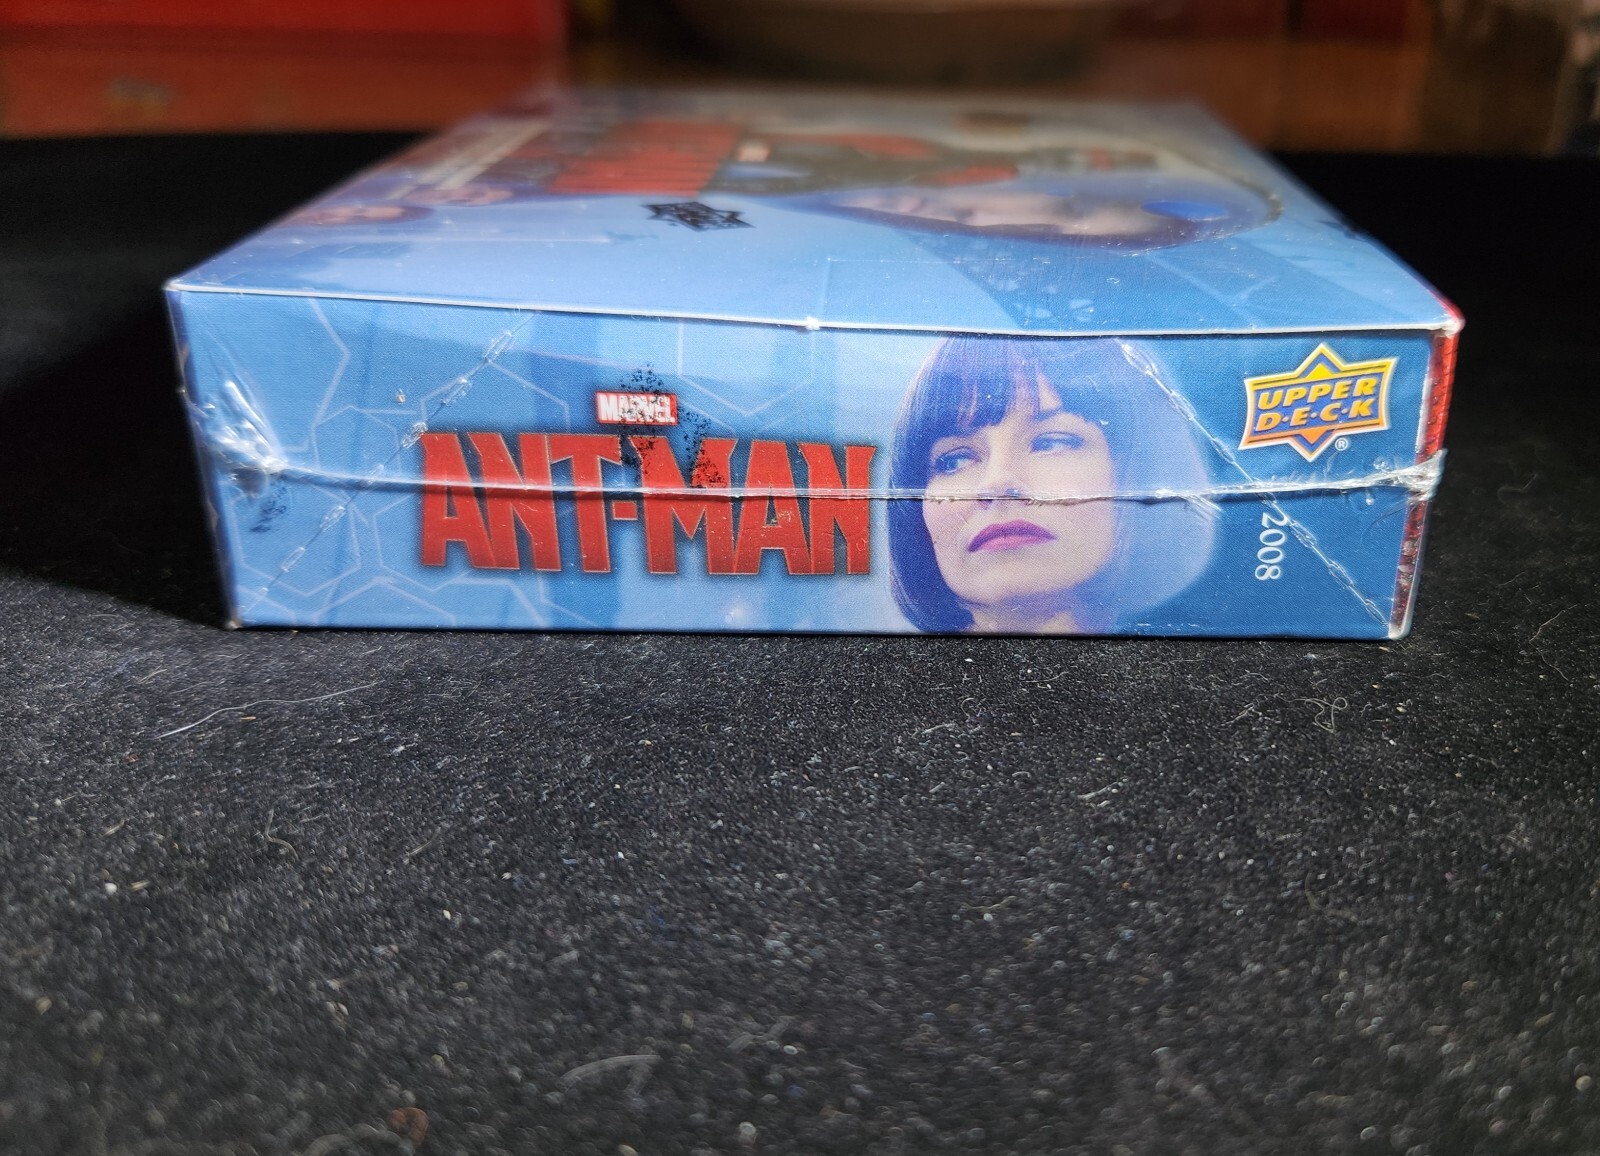 MARVEL
ANT-MAN
UPPER
D·E·C·K
®
2008